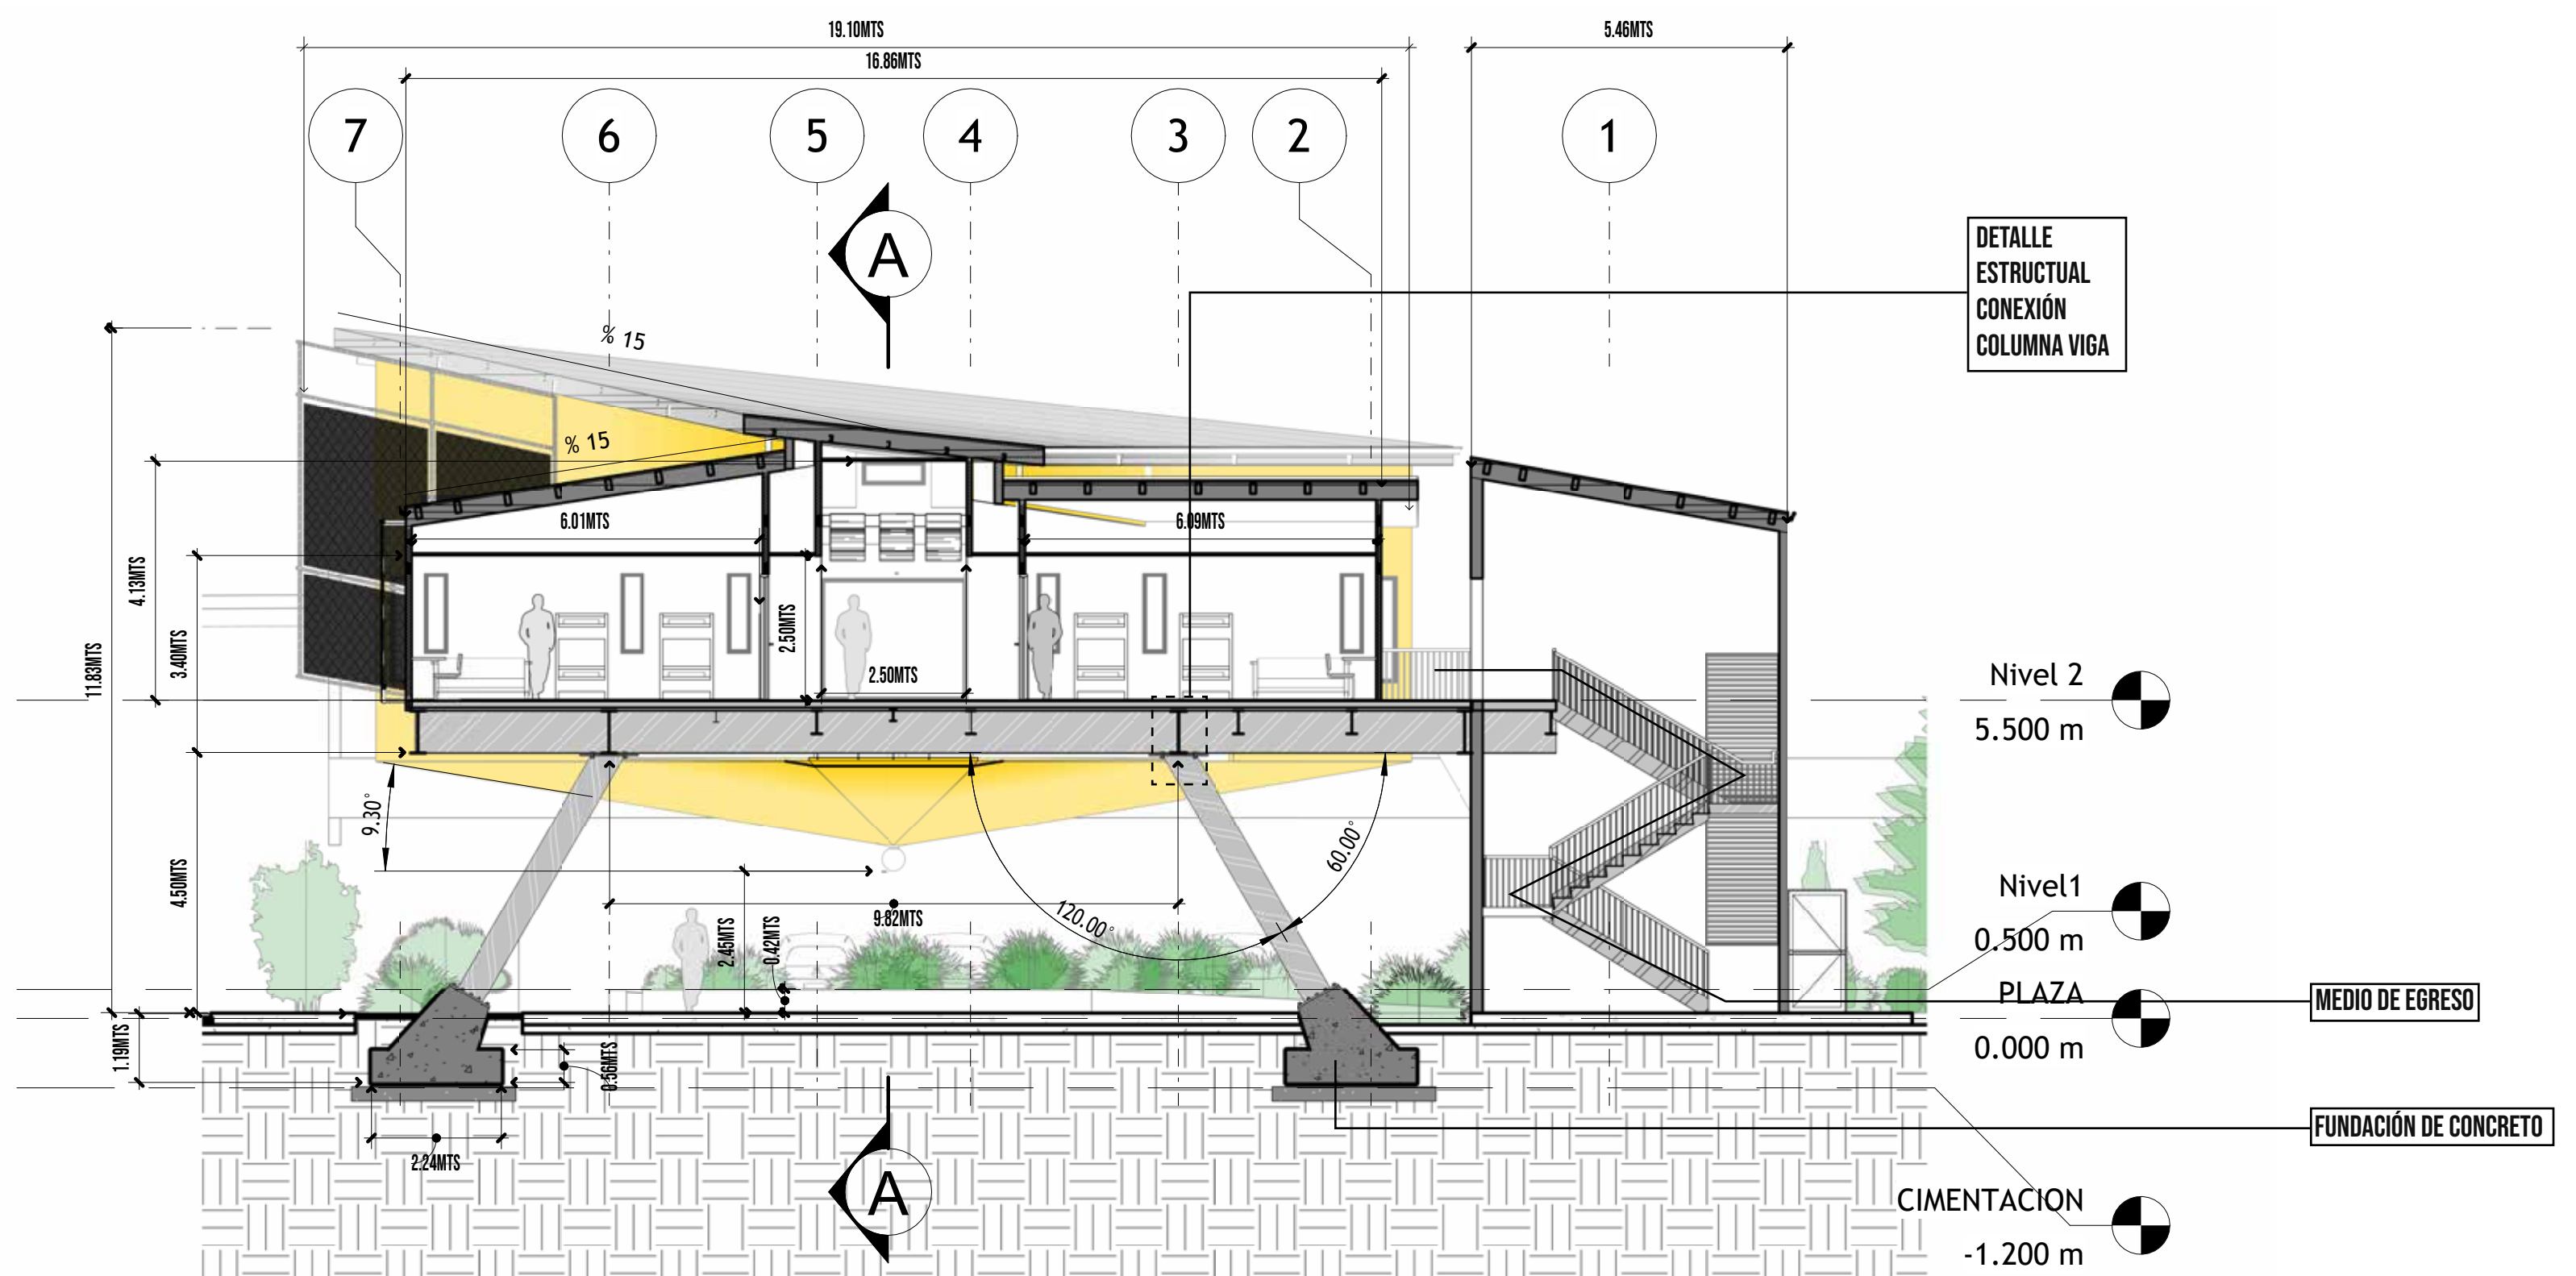 19.10MTS
5.46MTS
16.86MTS
7
6
5
4
3
2
1
A
DETALLE
ESTRUCTUAL
CONEXIÓN
COLUMNA VIGA
% 15
% 15
6.01MTS
6.09MTS
4.13MTS
3.40MTS
11.83MTS
2.50MTS
2.50MTS
Nivel 2
5.500 m
9.30°
60.00°
120.00°
4.50MTS
9.82MTS
2.45MTS
0.42MTS
Nivel1
0.500 m
PLAZA
0.000 m
MEDIO DE EGRESO
1.19MTS
0.56MTS
2.24MTS
FUNDACIÓN DE CONCRETO
A
CIMENTACION
-1.200 m